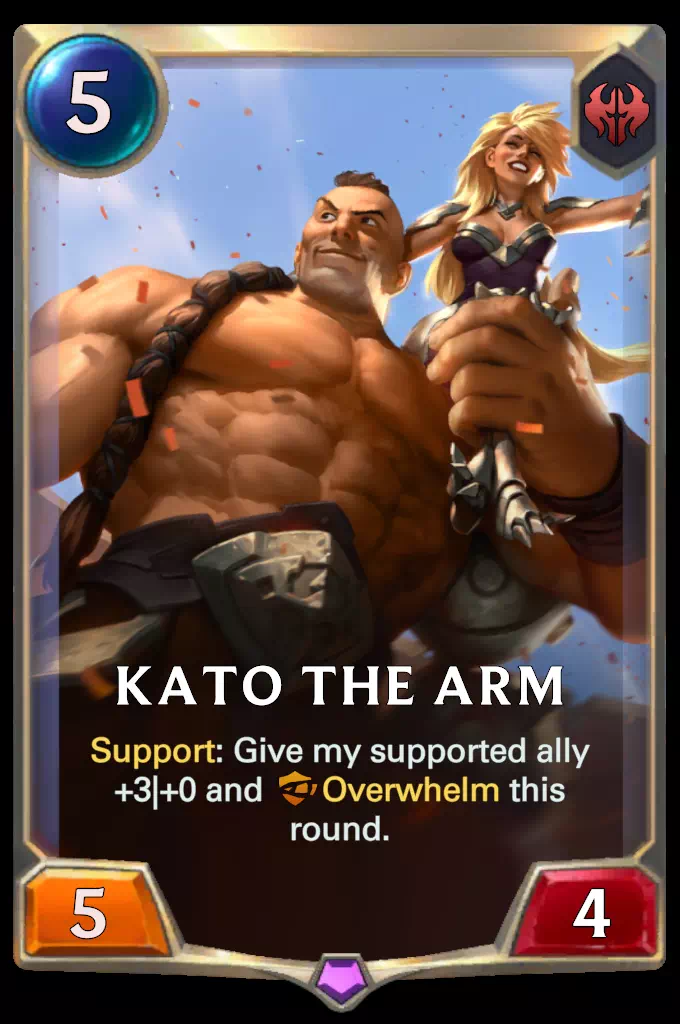 5
KATO THE ARM
Support: Give my supported ally
+3|+0 and Overwhelm this
round.
5
4